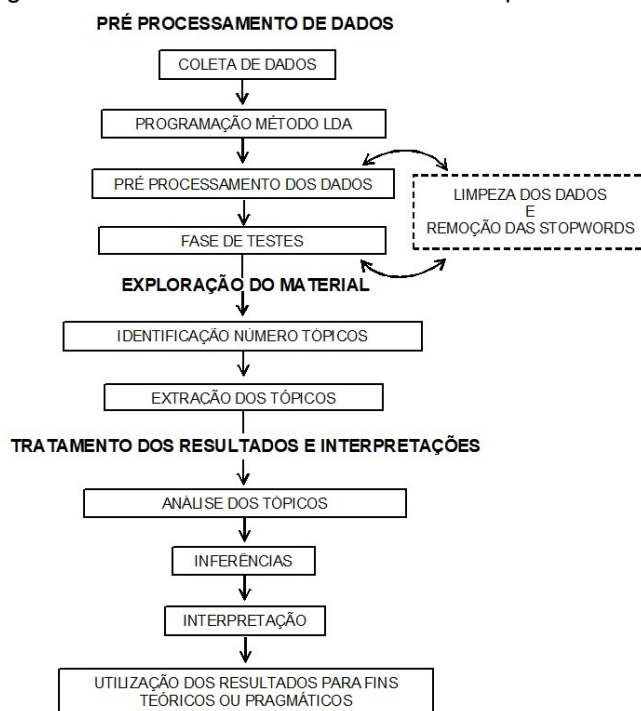 PRÉ PROCESSAMENTO DE DADOS
COLETA DE DADOS
PROGRAMAÇÃO MÉTODO LDA
PRÉ PROCESSAMENTO DOS DADOS
LIMPEZA DOS DADOS
E
REMOÇÃO DAS STOPWORDS
FASE DE TESTES
EXPLORAÇÃO DO MATERIAL
IDENTIFICAÇÃO NÚMERO TÓPICOS
EXTRAÇÃO DOS TÓPICOS
TRATAMENTO DOS RESULTADOS E INTERPRETAÇÕES
ANÁLISE DOS TÓPICOS
INFERÊNCIAS
INTERPRETAÇÃO
UTILIZAÇÃO DOS RESULTADOS PARA FINS
TEÓRICOS OU PRAGMÁTICOS